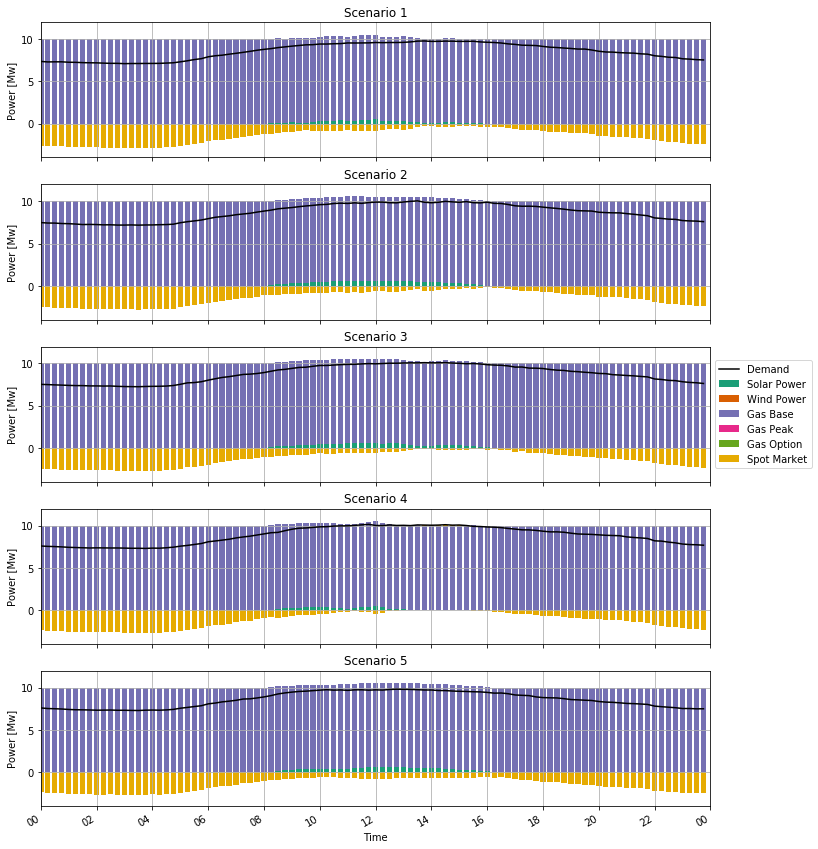 Scenario 1
10
5
0
Power [Mw]
Scenario 2
10
5
0
Power [Mw]
Scenario 3
10
5
0
Power [Mw]
Demand
Solar Power
Wind Power
Gas Base
Gas Peak
Gas Option
Spot Market
Scenario 4
10
5
0
Power [Mw]
Scenario 5
10
5
0
Power [Mw]
00 02 04 06 08 10 12 14 16 18 20 22 00
Time